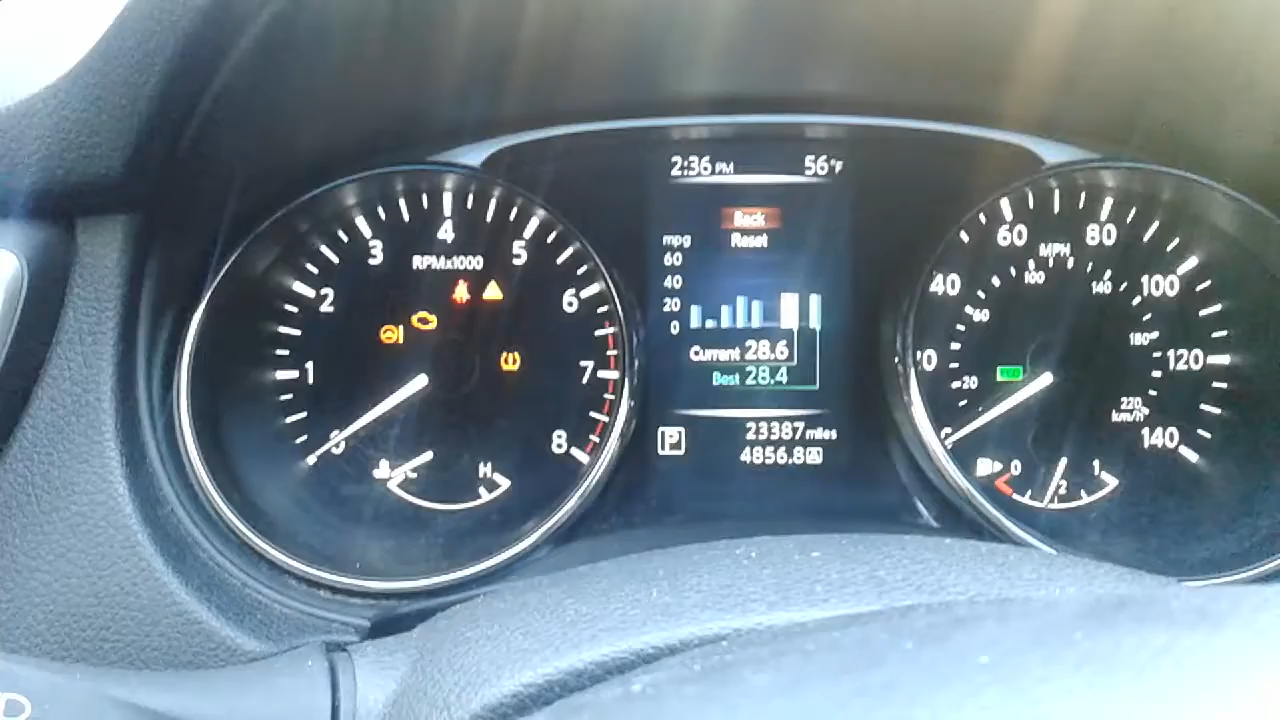 2:36 PM 56°F
Back
Reset
mpg
60
40
20
0
Current 28.6
Best 28.4
P
23387 miles
4856.8 A
RPMx1000
0
1
2
3
4
5
6
7
8
C H
MPH
40
60
80
100
120
140
20
60
100
140
180
220
km/h
ECO
0 1
2